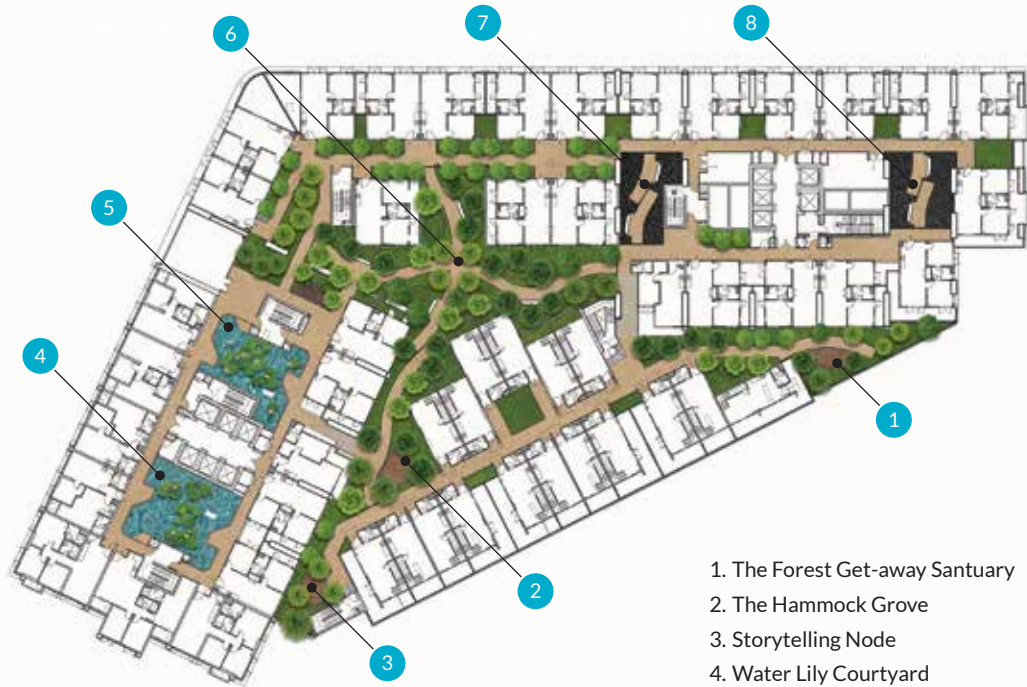 6
7
8
5
4
1
2
3
1. The Forest Get-away Santuary
2. The Hammock Grove
3. Storytelling Node
4. Water Lily Courtyard